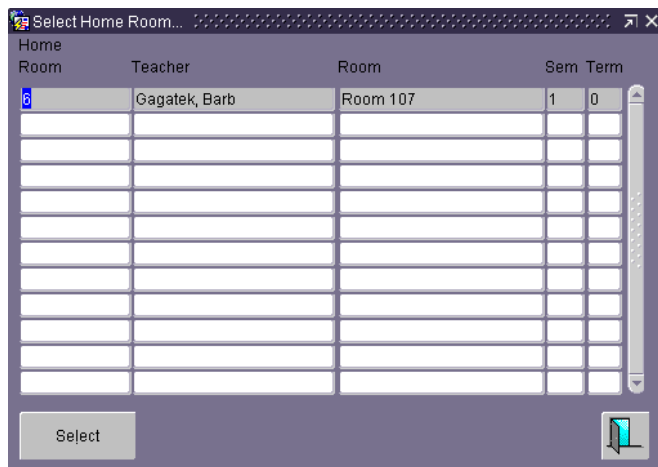 Select Home Room...
Home
Room Teacher Room Sem Term
6 Gagatek, Barb Room 107 1 0
Select